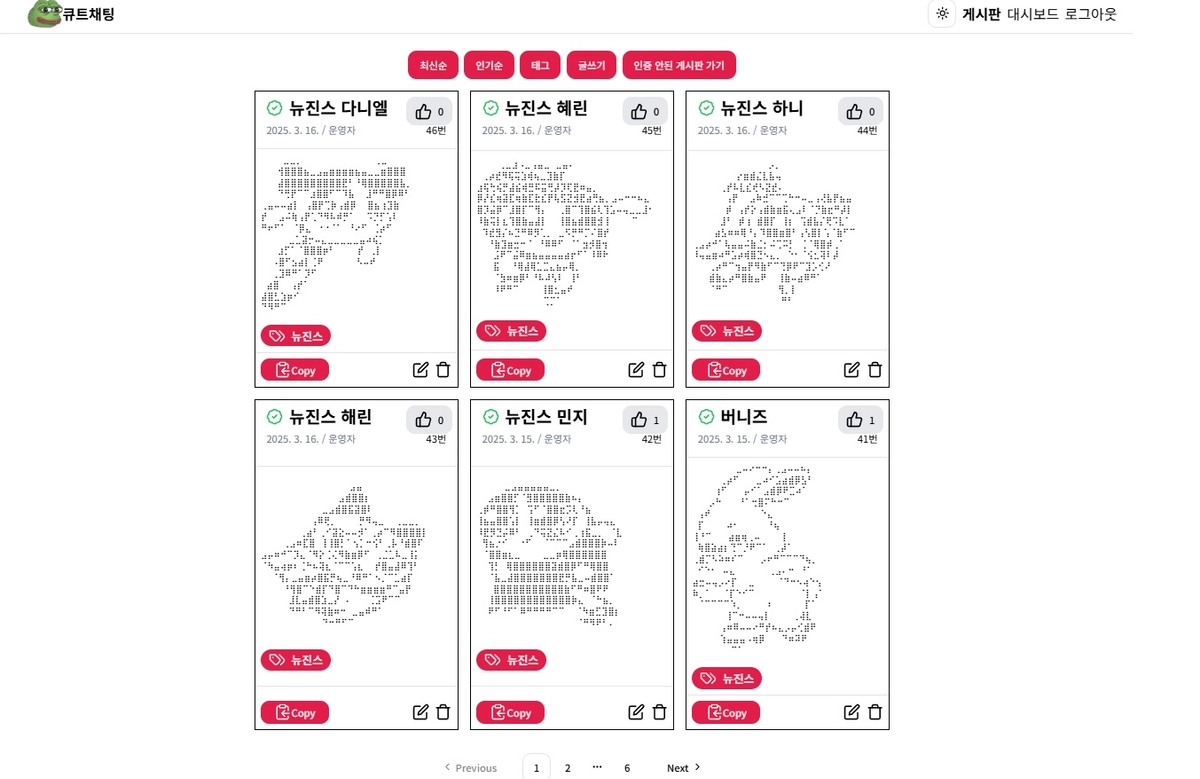 큐트채팅
게시판 대시보드 로그아웃
최신순 인기순 태그 글쓰기 인증 안된 게시판 가기
뉴진스 다니엘
0
2025. 3. 16. / 운영자
46번
뉴진스
Copy
뉴진스 혜린
0
2025. 3. 16. / 운영자
45번
뉴진스
Copy
뉴진스 하니
0
2025. 3. 16. / 운영자
44번
뉴진스
Copy
뉴진스 해린
0
2025. 3. 16. / 운영자
43번
뉴진스
Copy
뉴진스 민지
1
2025. 3. 15. / 운영자
42번
뉴진스
Copy
버니즈
1
2025. 3. 15. / 운영자
41번
뉴진스
Copy
Previous 1 2 ··· 6 Next